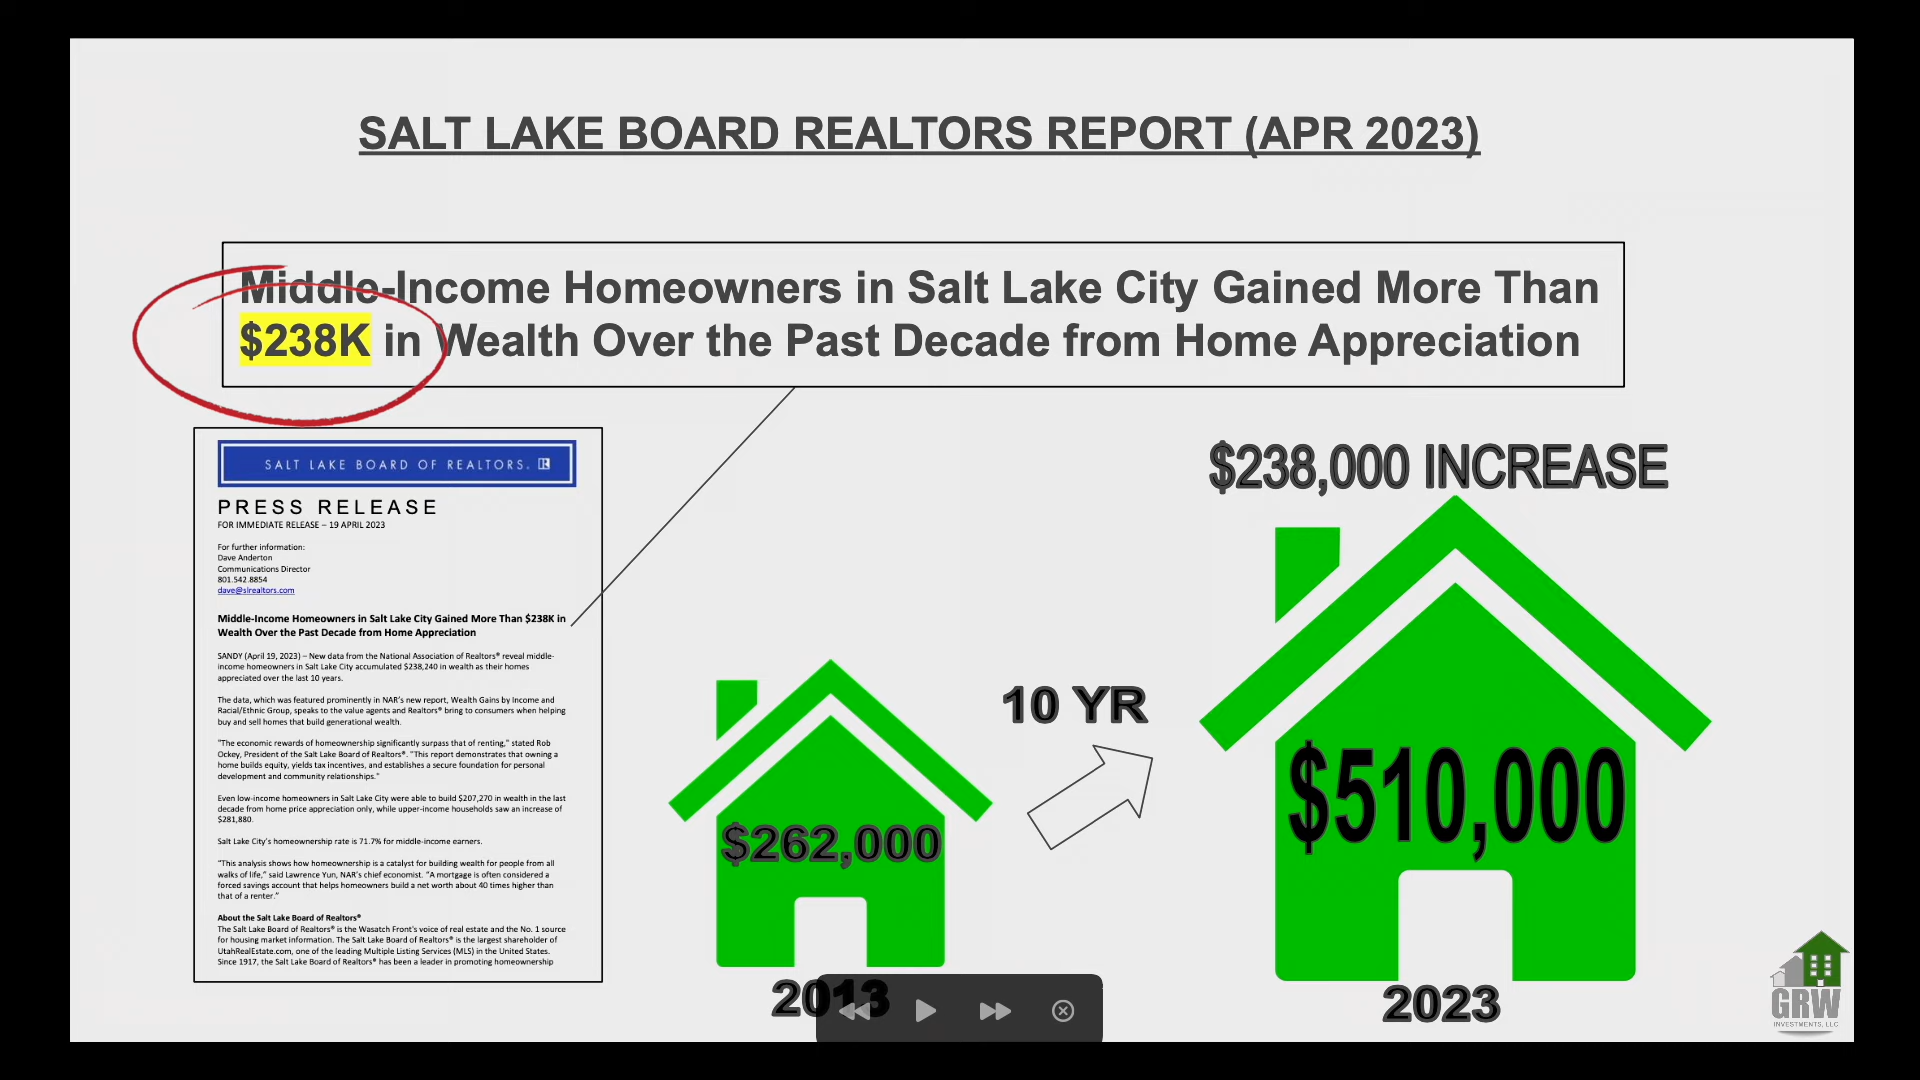 SALT LAKE BOARD REALTORS REPORT (APR 2023)
Middle-Income Homeowners in Salt Lake City Gained More Than
$238K in Wealth Over the Past Decade from Home Appreciation
SALT LAKE BOARD OF REALTORS.
PRESS RELEASE
FOR IMMEDIATE RELEASE – 19 APRIL 2023
For further information:
Dave Anderton
Communications Director
801.542.8854
dave@slrealtors.com
Middle-Income Homeowners in Salt Lake City Gained More Than $238K in
Wealth Over the Past Decade from Home Appreciation
SANDY (April 19, 2023) – New data from the National Association of Realtors® reveal middle-
income homeowners in Salt Lake City accumulated $238,240 in wealth as their homes
appreciated over the last 10 years.
The data, which was featured prominently in NAR's new report, Wealth Gains by Income and
Racial/Ethnic Group, speaks to the value agents and Realtors® bring to consumers when helping
buy and sell homes that build generational wealth.
"The economic rewards of homeownership significantly surpass that of renting," stated Rob
Ockey, President of the Salt Lake Board of Realtors®. "This report demonstrates that owning a
home builds equity, yields tax incentives, and establishes a secure foundation for personal
development and community relationships."
Even low-income homeowners in Salt Lake City were able to build $207,270 in wealth in the last
decade from home price appreciation only, while upper-income households saw an increase of
$281,880.
Salt Lake City's homeownership rate is 71.7% for middle-income earners.
"This analysis shows how homeownership is a catalyst for building wealth for people from all
walks of life," said Lawrence Yun, NAR's chief economist. "A mortgage is often considered a
forced savings account that helps homeowners build a net worth about 40 times higher than
that of a renter."
About the Salt Lake Board of Realtors®
The Salt Lake Board of Realtors® is the Wasatch Front's voice of real estate and the No. 1 source
for housing market information. The Salt Lake Board of Realtors® is the largest shareholder of
UtahRealEstate.com, one of the leading Multiple Listing Services (MLS) in the United States.
Since 1917, the Salt Lake Board of Realtors® has been a leader in promoting homeownership
$262,000
2013
10 YR
$238,000 INCREASE
$510,000
2023
GRW
INVESTMENTS, LLC